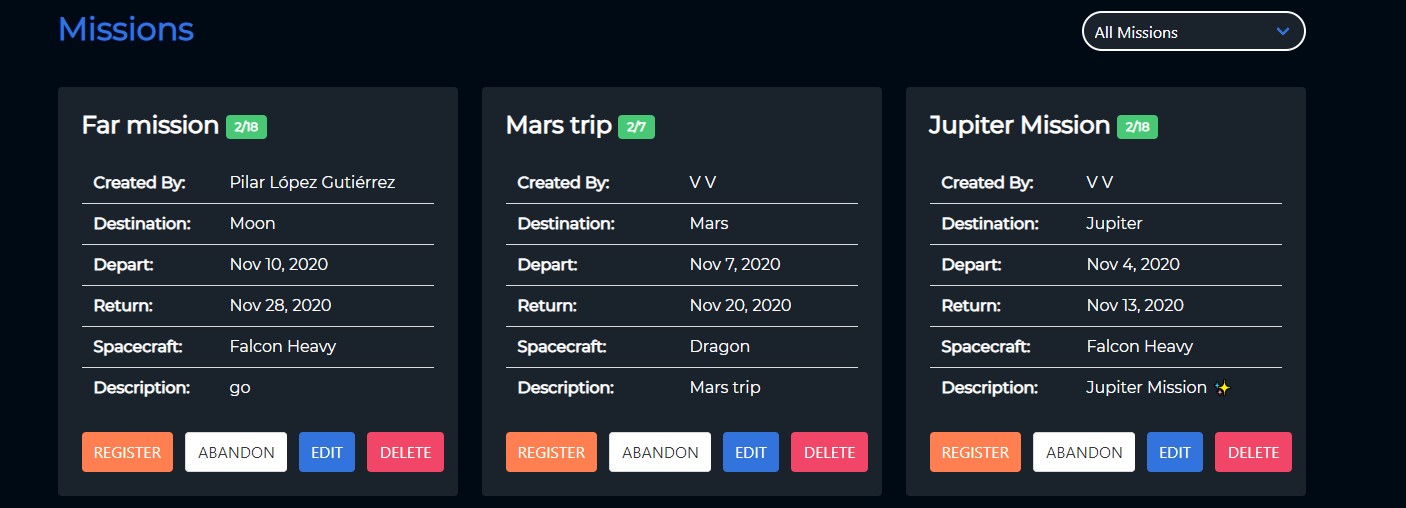 Missions
All Missions
Far mission 2/18
Created By: Pilar López Gutiérrez
Destination: Moon
Depart: Nov 10, 2020
Return: Nov 28, 2020
Spacecraft: Falcon Heavy
Description: go
REGISTER ABANDON EDIT DELETE
Mars trip 2/7
Created By: V V
Destination: Mars
Depart: Nov 7, 2020
Return: Nov 20, 2020
Spacecraft: Dragon
Description: Mars trip
REGISTER ABANDON EDIT DELETE
Jupiter Mission 2/18
Created By: V V
Destination: Jupiter
Depart: Nov 4, 2020
Return: Nov 13, 2020
Spacecraft: Falcon Heavy
Description: Jupiter Mission ✨
REGISTER ABANDON EDIT DELETE